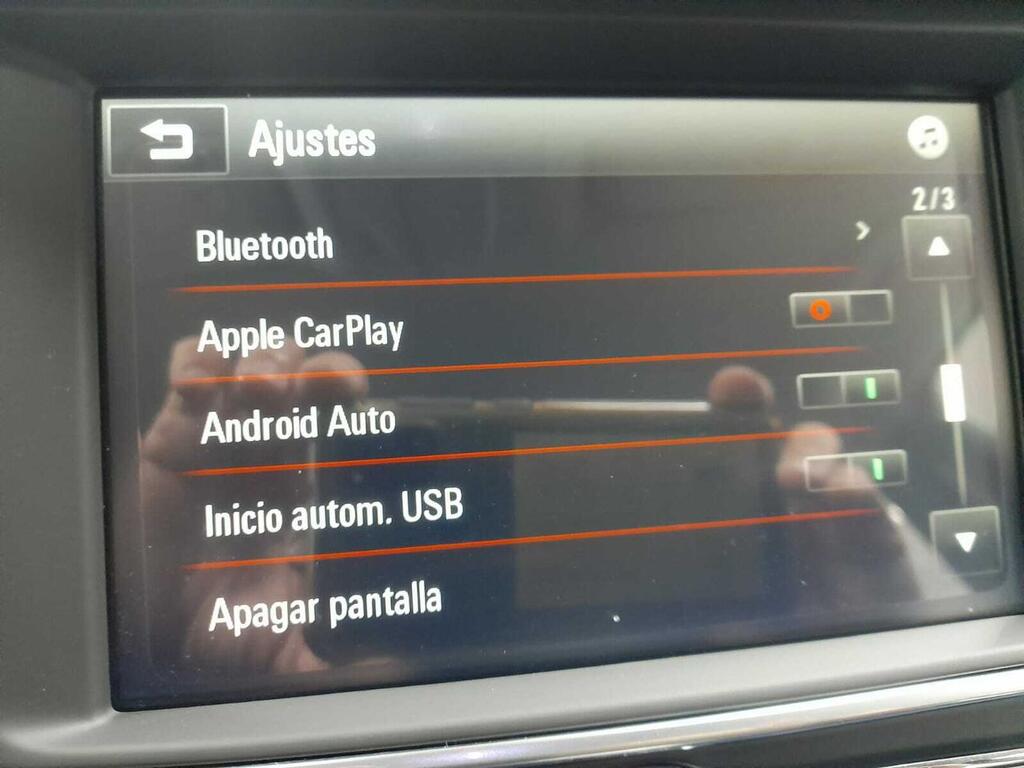 Ajustes
2/3
Bluetooth
Apple CarPlay
Android Auto
Inicio autom. USB
Apagar pantalla